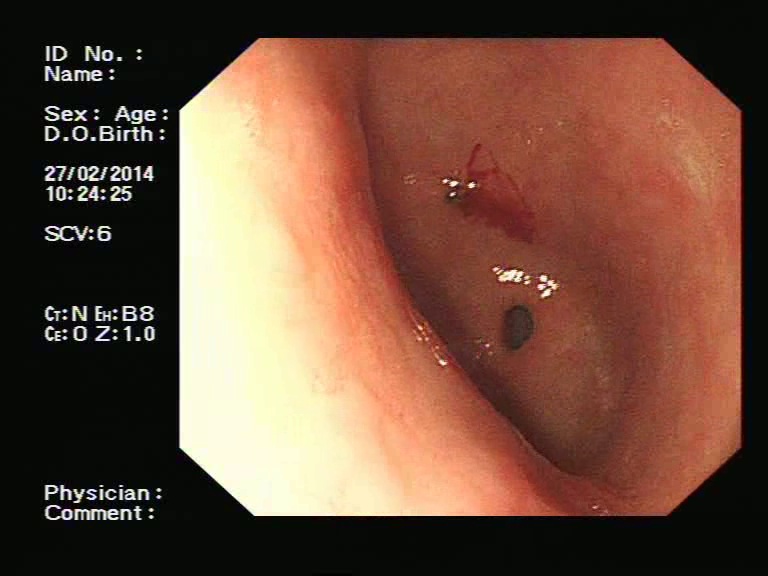 ID No. :
Name:
Sex: Age:
D.O.Birth:
27/02/2014
10:24:25
SCV:6
CT:N EH:B8
CE:0 Z:1.0
Physician:
Comment: